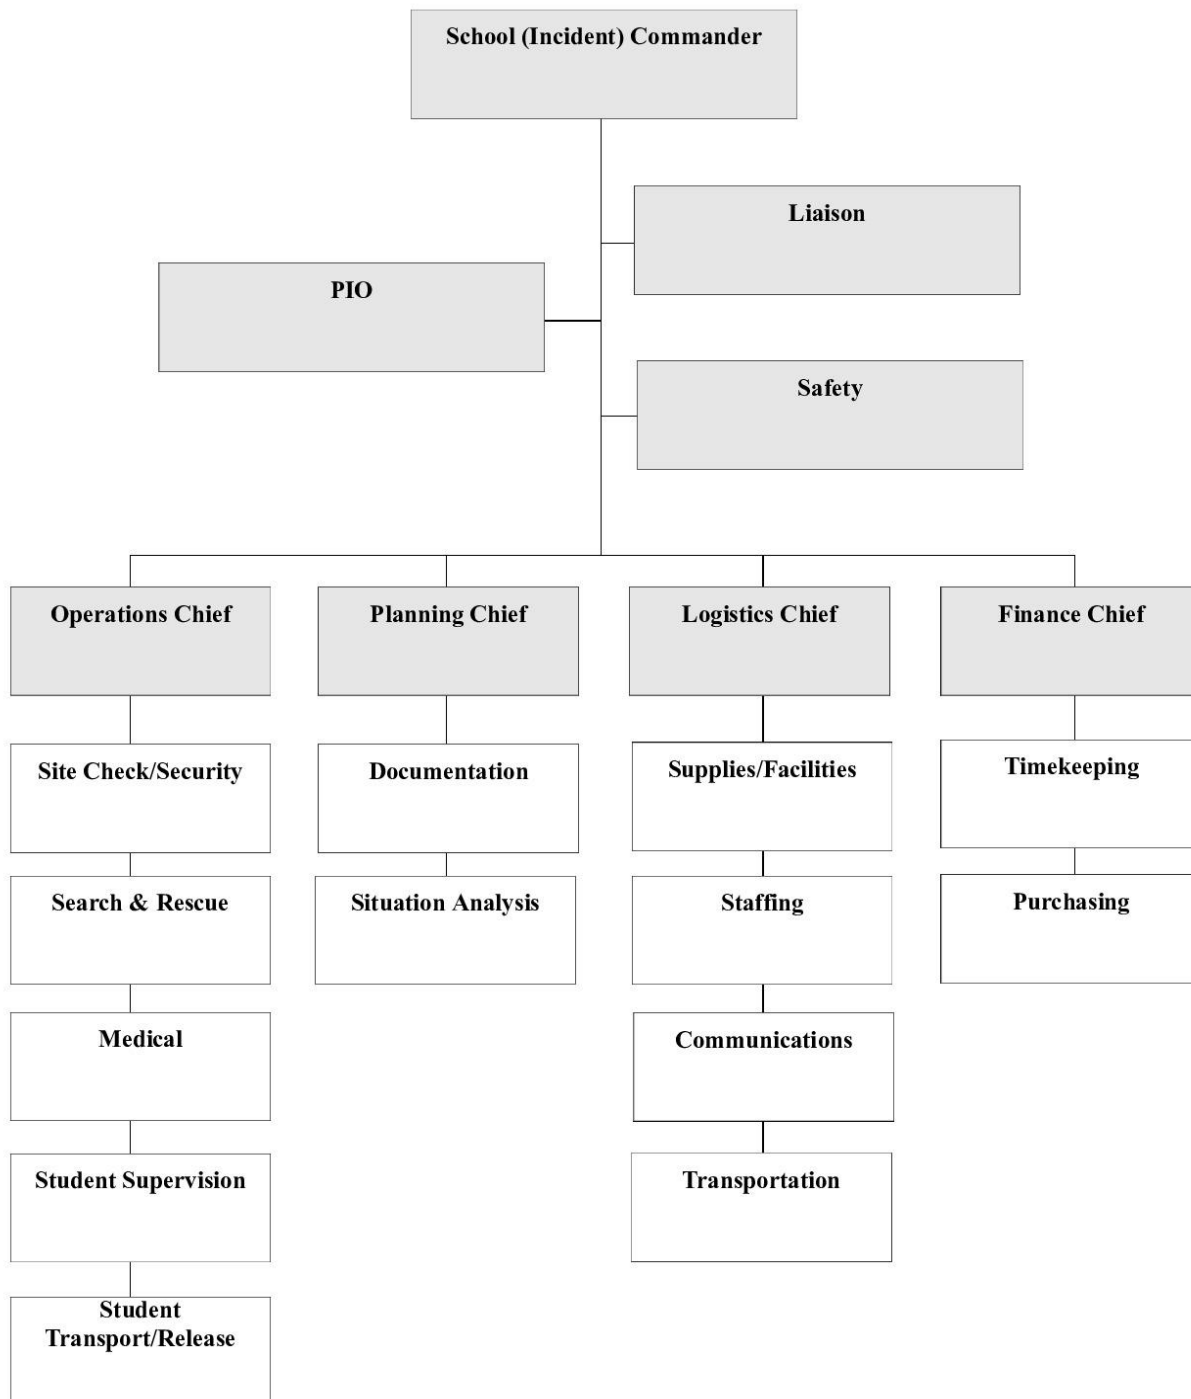 School (Incident) Commander
Liaison
PIO
Safety
Operations Chief
Planning Chief
Logistics Chief
Finance Chief
Site Check/Security
Documentation
Supplies/Facilities
Timekeeping
Search & Rescue
Situation Analysis
Staffing
Purchasing
Medical
Communications
Student Supervision
Transportation
Student
Transport/Release